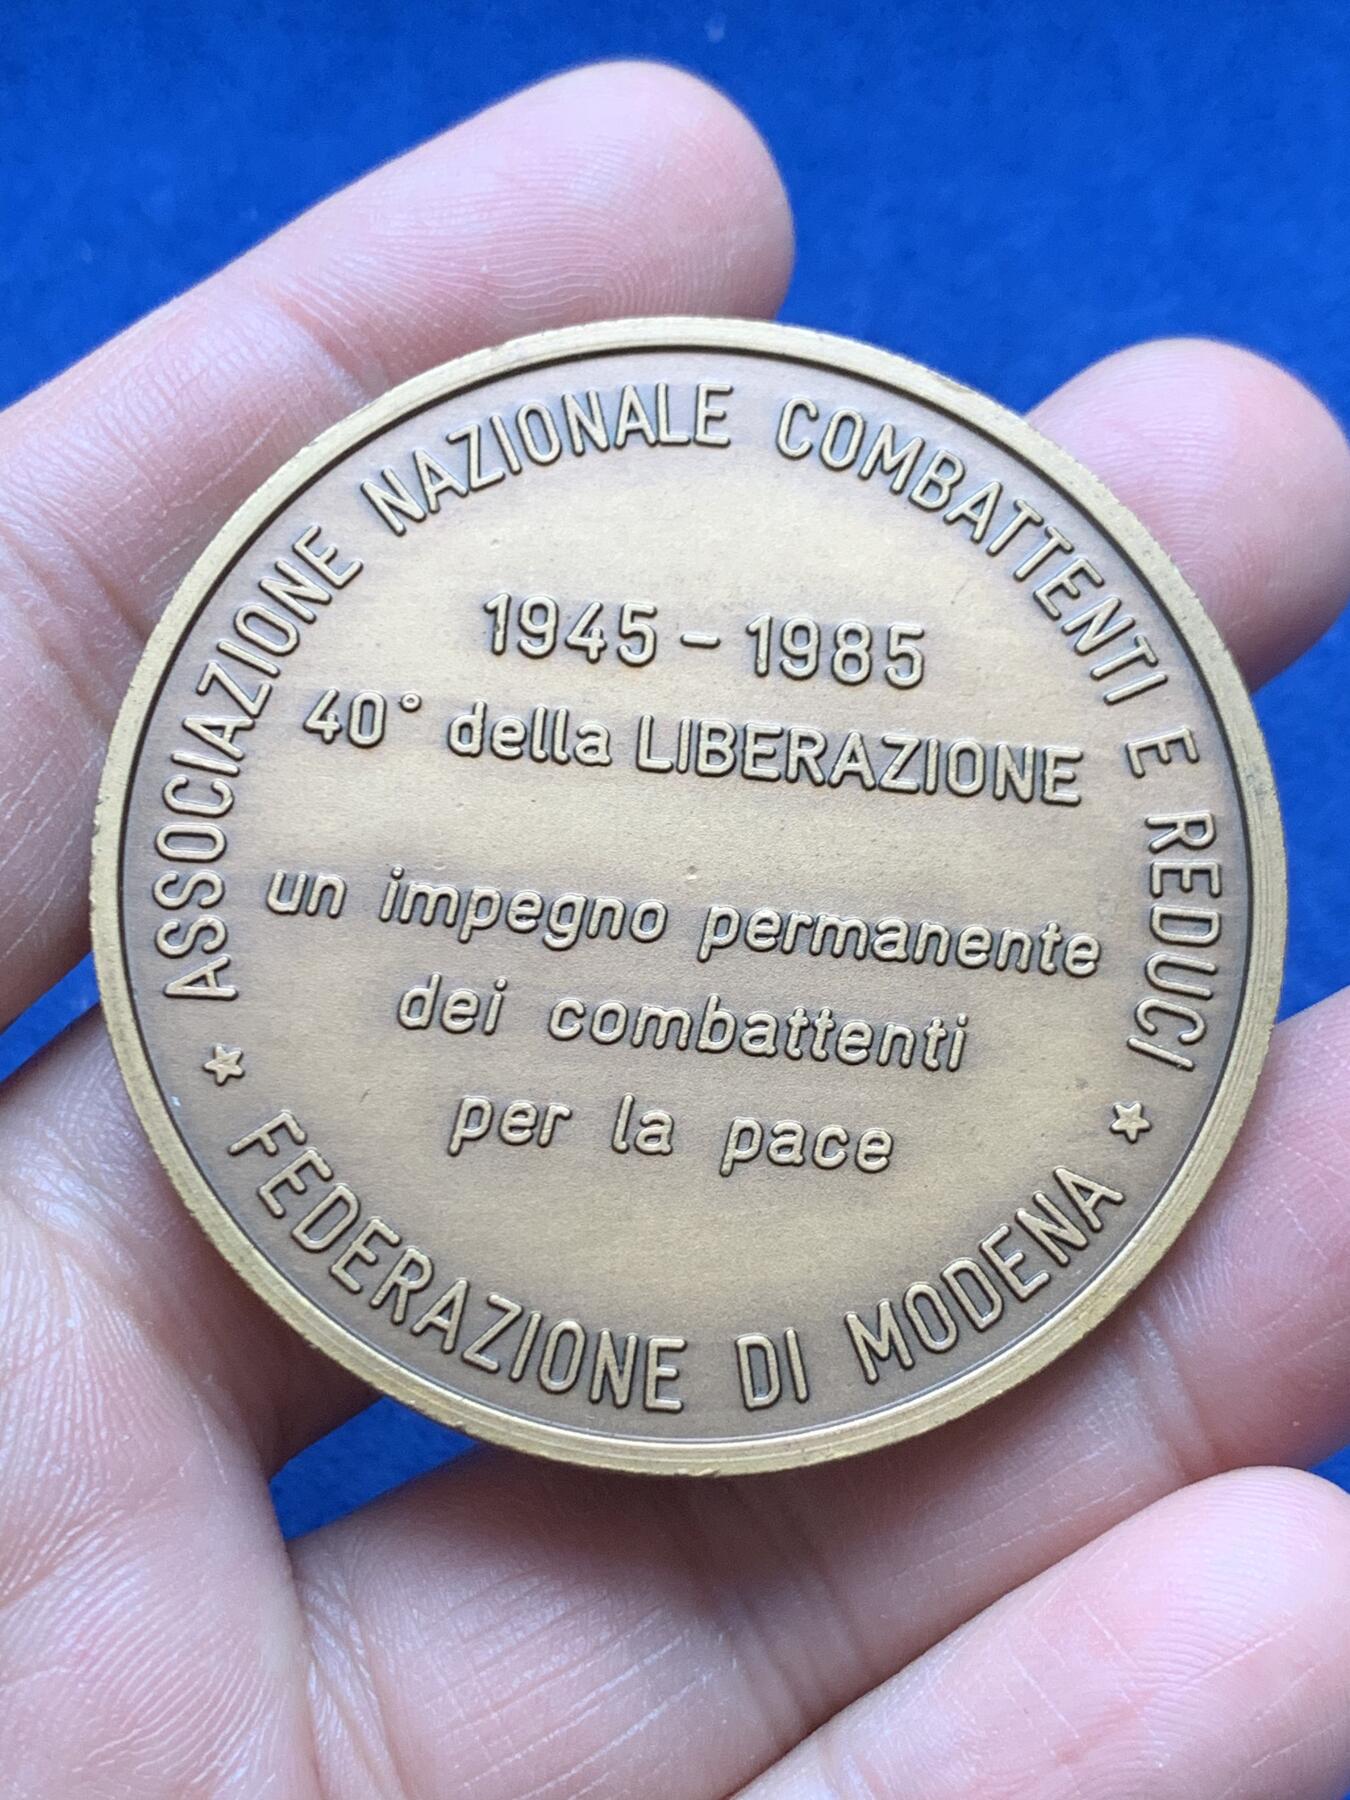 ASSOCIAZIONE NAZIONALE COMBATTENTI E REDUCI
1945 - 1985
40° della LIBERAZIONE
un impegno permanente
dei combattenti
per la pace
★ FEDERAZIONE DI MODENA ★